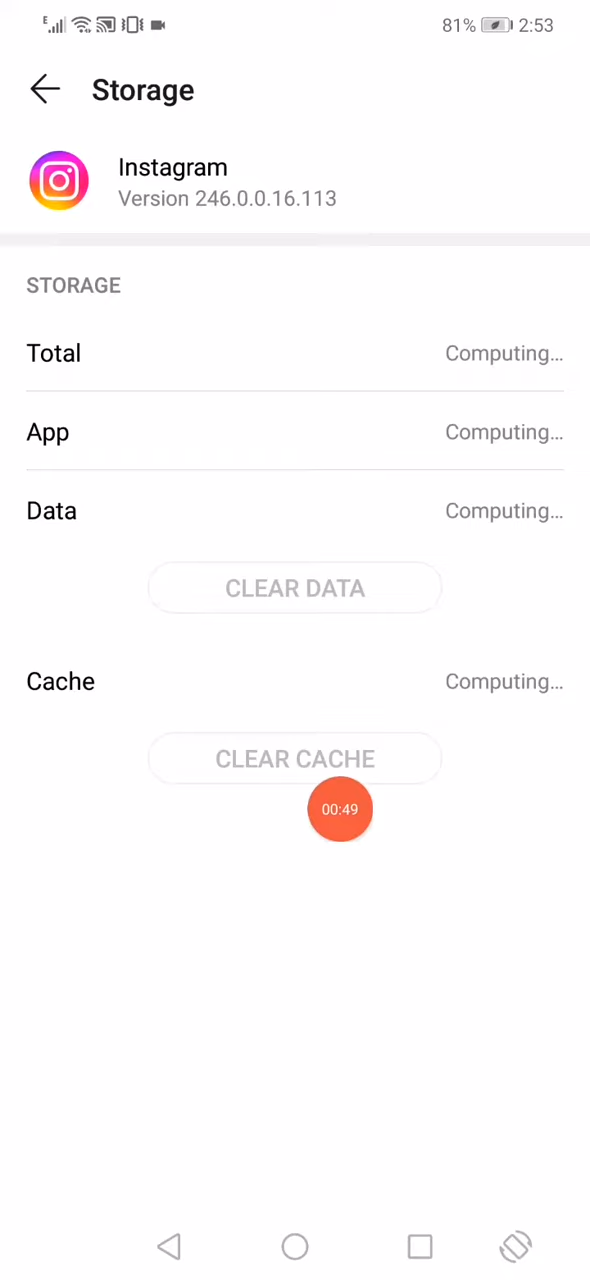 E 81% 2:53
Storage
Instagram
Version 246.0.0.16.113
STORAGE
Total Computing...
App Computing...
Data Computing...
CLEAR DATA
Cache Computing...
CLEAR CACHE
00:49